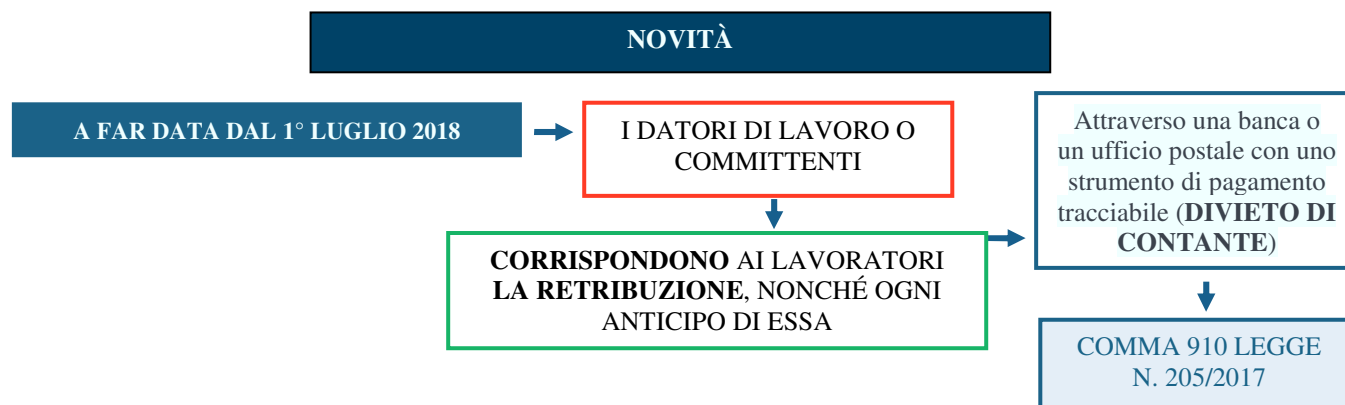 NOVITÀ
A FAR DATA DAL 1° LUGLIO 2018
I DATORI DI LAVORO O
COMMITTENTI
CORRISPONDONO AI LAVORATORI
LA RETRIBUZIONE, NONCHÉ OGNI
ANTICIPO DI ESSA
Attraverso una banca o
un ufficio postale con uno
strumento di pagamento
tracciabile (DIVIETO DI
CONTANTE)
COMMA 910 LEGGE
N. 205/2017